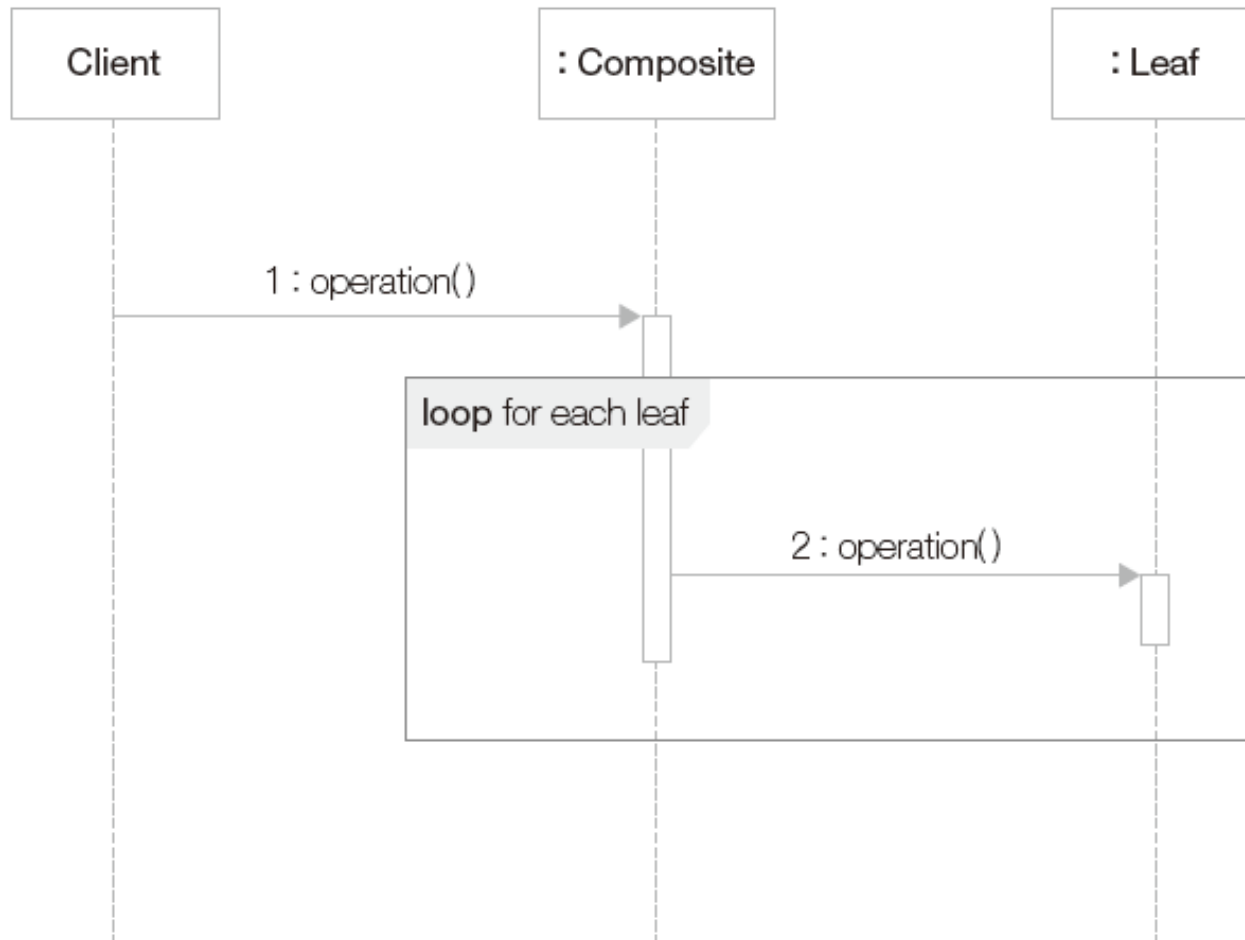 Client
: Composite
: Leaf
1 : operation()
loop for each leaf
2 : operation()